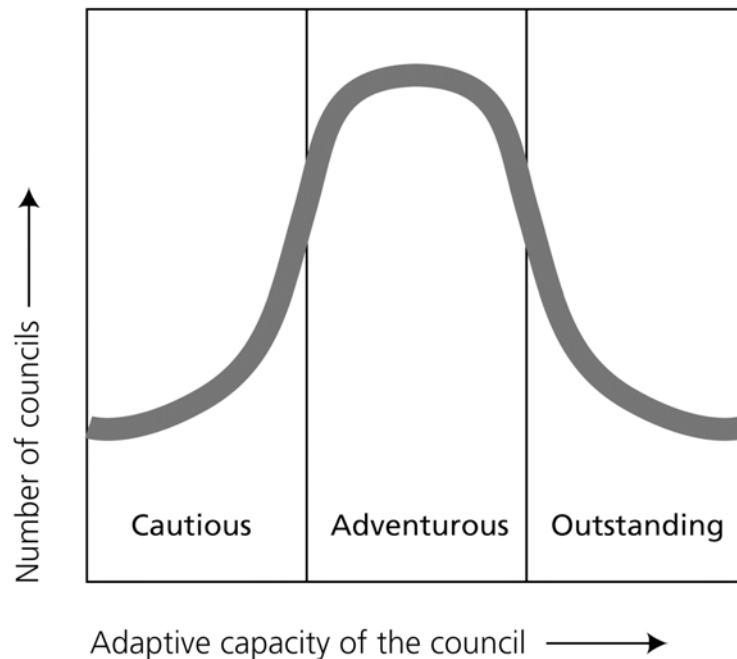 Number of councils
Cautious
Adventurous
Outstanding
Adaptive capacity of the council